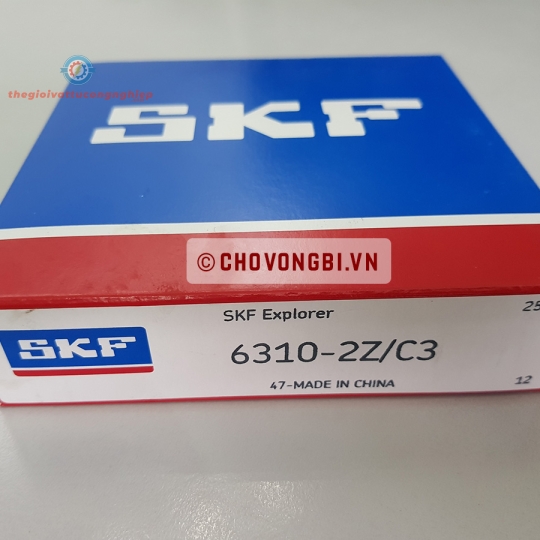 SKF
© CHOVONGBI.VN
SKF Explorer
25
SKF
6310-2Z/C3
47-MADE IN CHINA
12